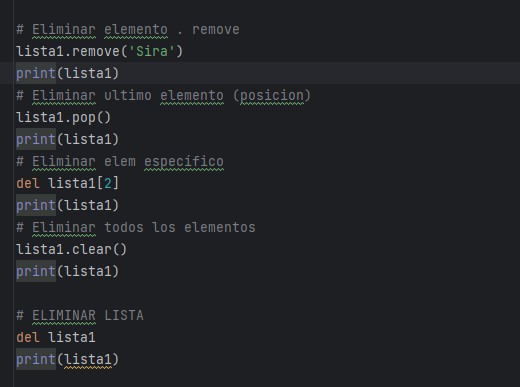 # Eliminar elemento . remove
lista1.remove('Sira')
print(lista1)
# Eliminar ultimo elemento (posicion)
lista1.pop()
print(lista1)
# Eliminar elem específico
del lista1[2]
print(lista1)
# Eliminar todos los elementos
lista1.clear()
print(lista1)
# ELIMINAR LISTA
del lista1
print(lista1)